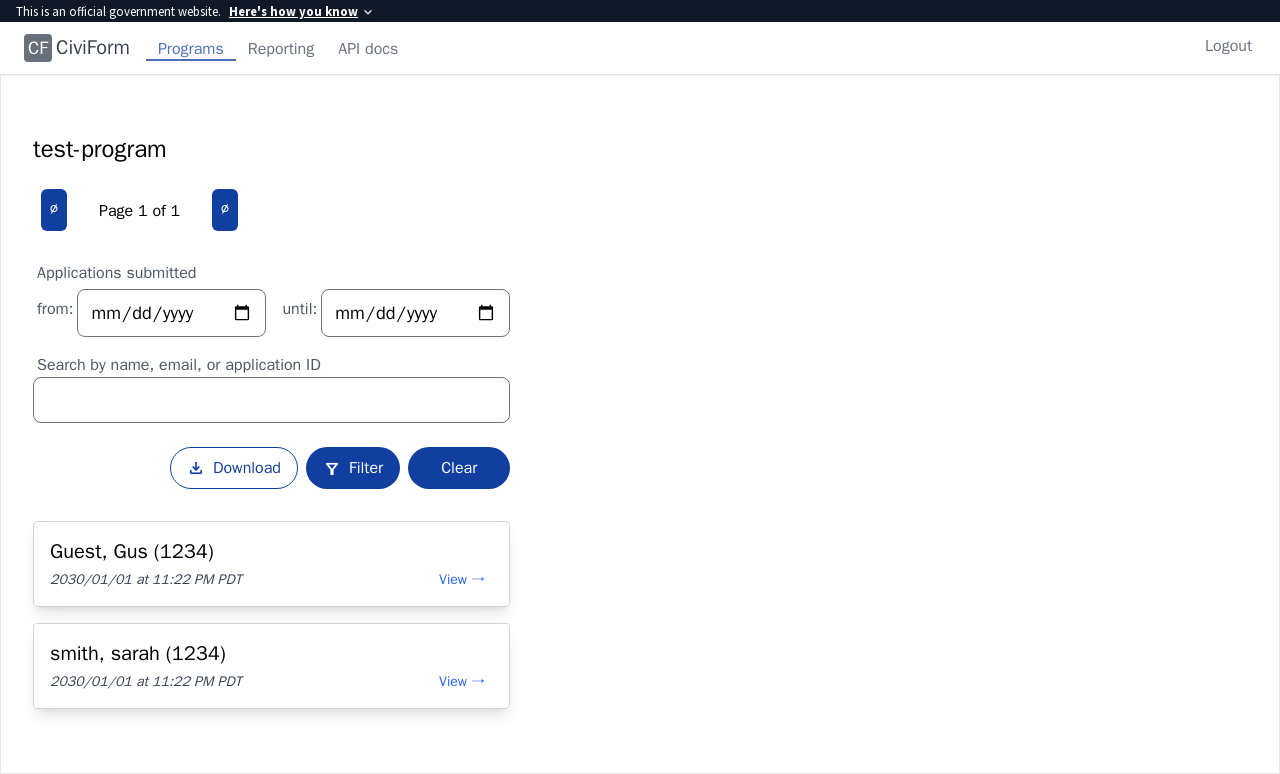 This is an official government website. Here's how you know
CF CiviForm Programs Reporting API docs Logout
test-program
∅ Page 1 of 1 ∅
Applications submitted
from: mm/dd/yyyy until: mm/dd/yyyy
Search by name, email, or application ID
Download Filter Clear
Guest, Gus (1234)
2030/01/01 at 11:22 PM PDT View →
smith, sarah (1234)
2030/01/01 at 11:22 PM PDT View →